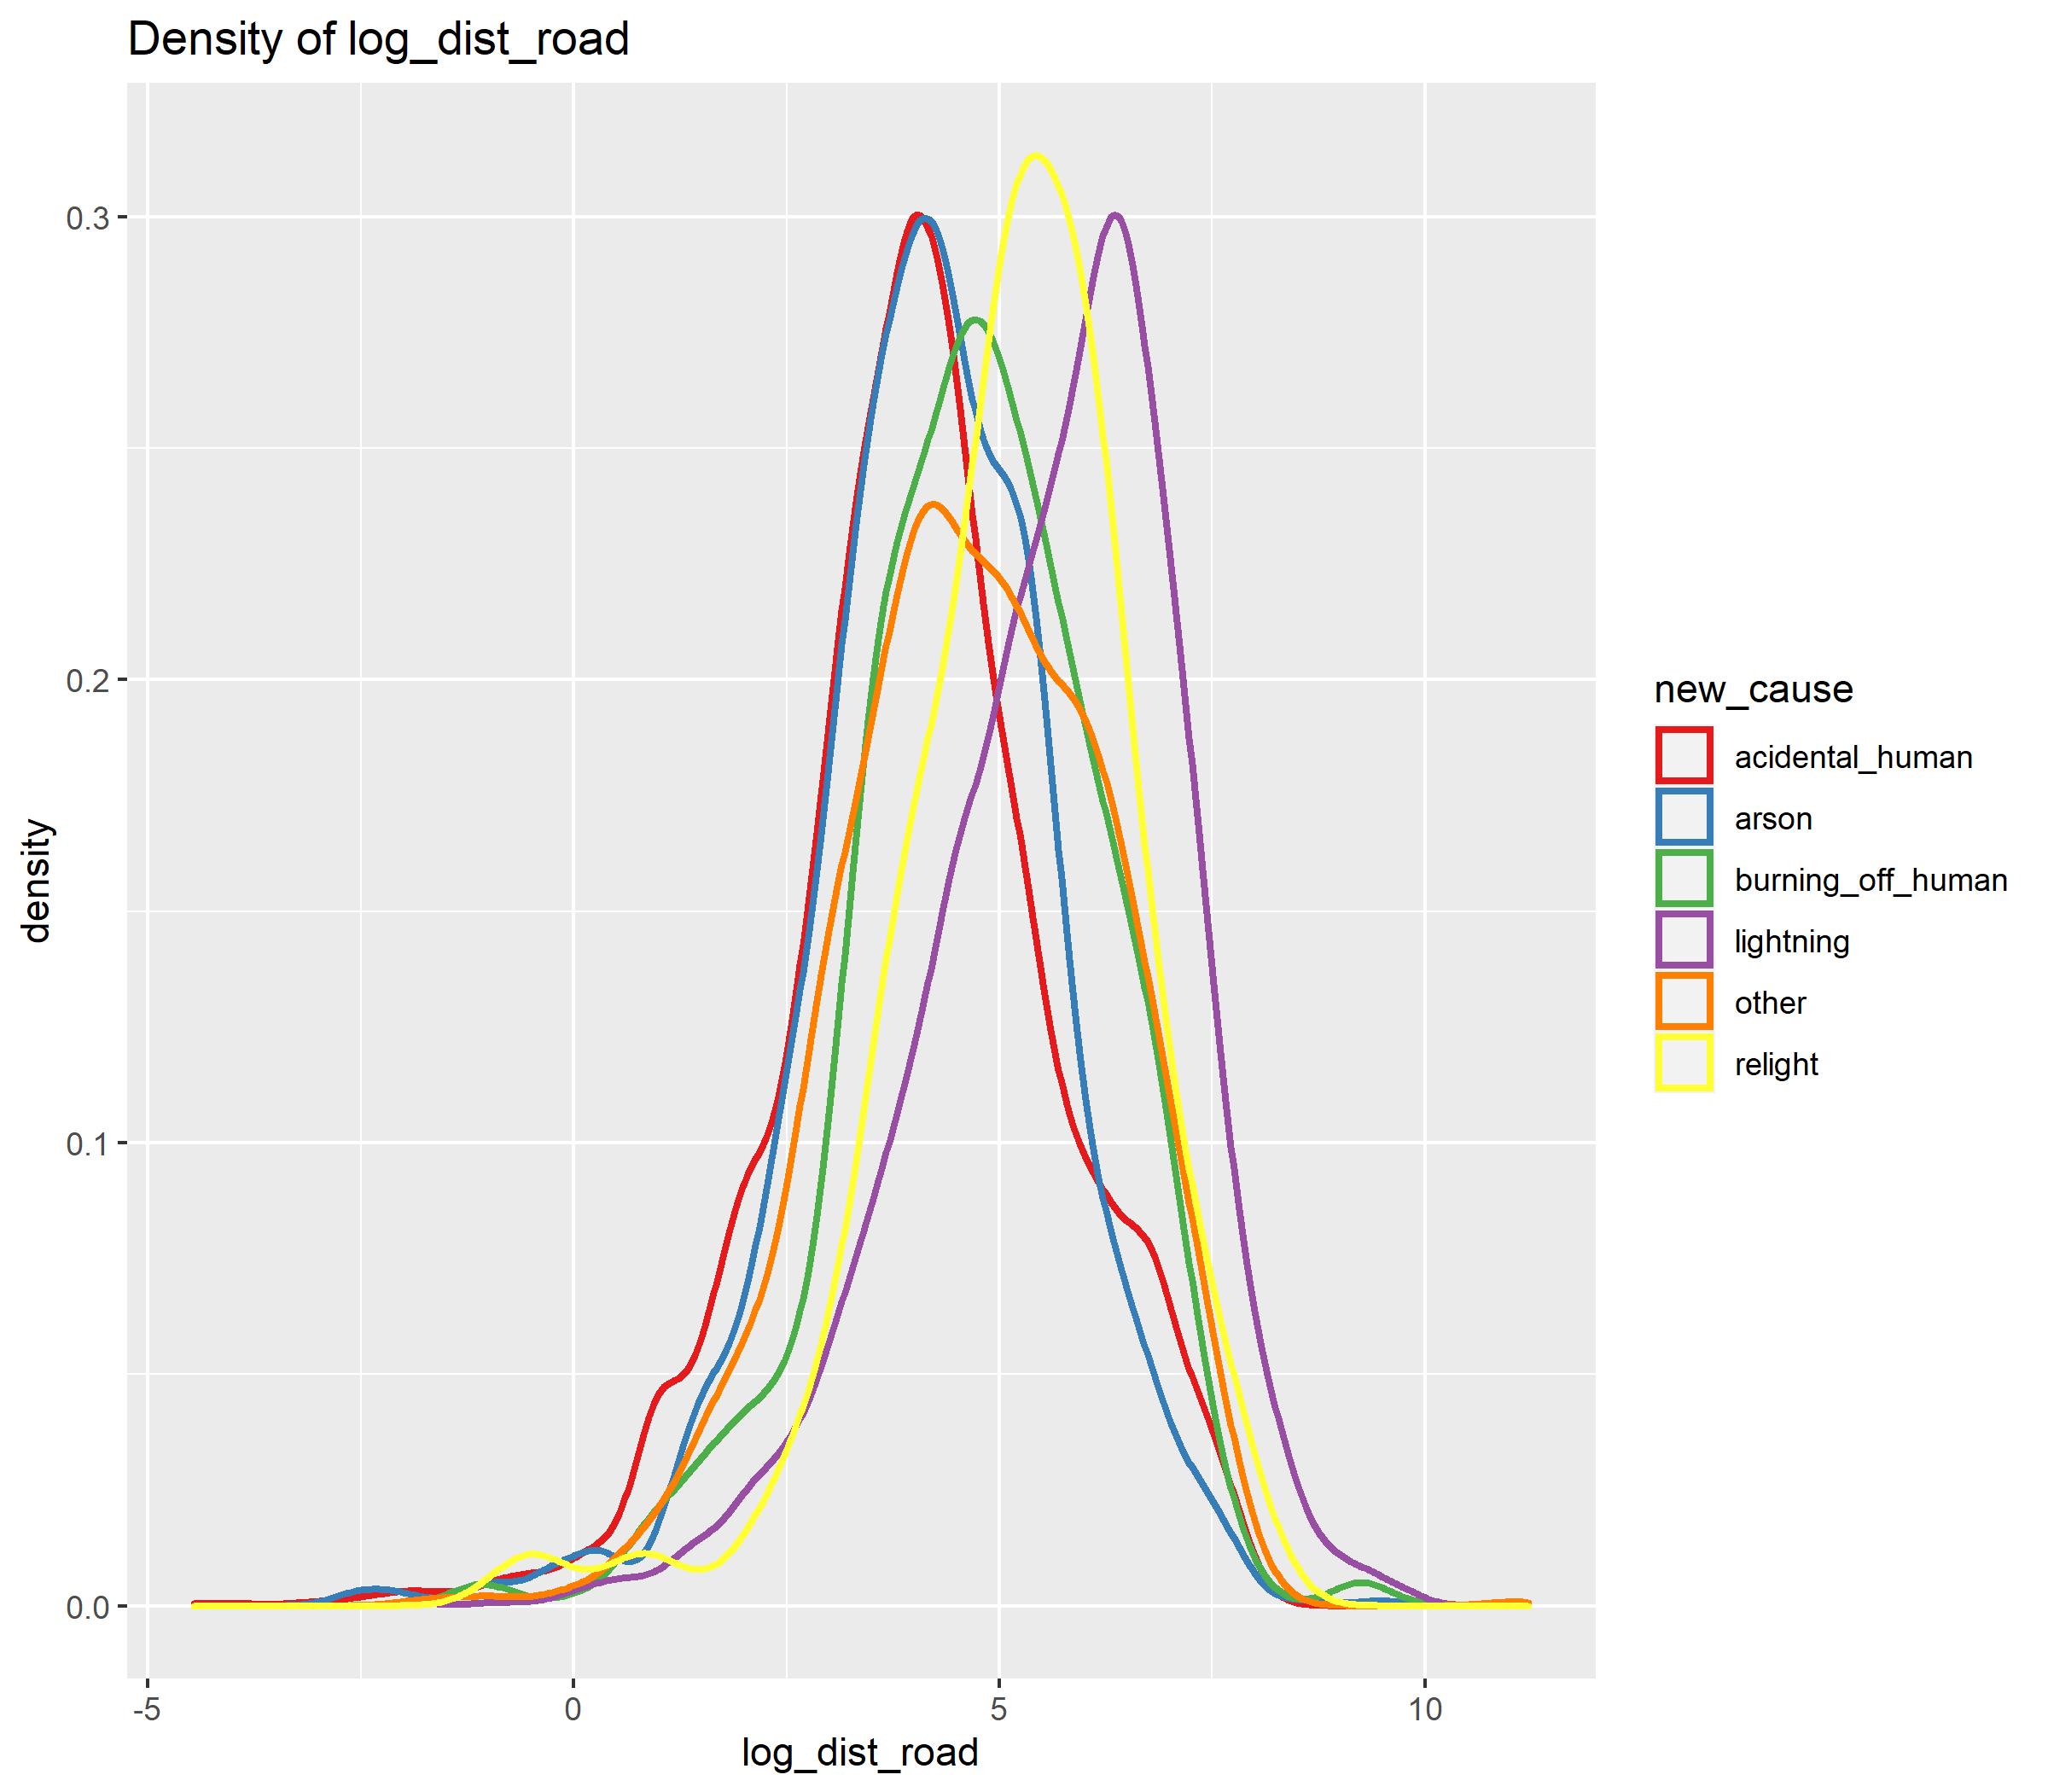 Density of log_dist_road
0.3
0.2
0.1
0.0
density
-5
0
5
10
log_dist_road
new_cause
acidental_human
arson
burning_off_human
lightning
other
relight